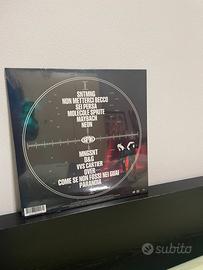 SNTMNG
NON METTERCI BECCO
SEI PERSA
MOLECOLE SPRITE
MAYBACH
NEON
MNGSNT
D&G
VVS CARTIER
OVER
COME SE NON FOSSI NEI GUAI
PARANOIA
subito